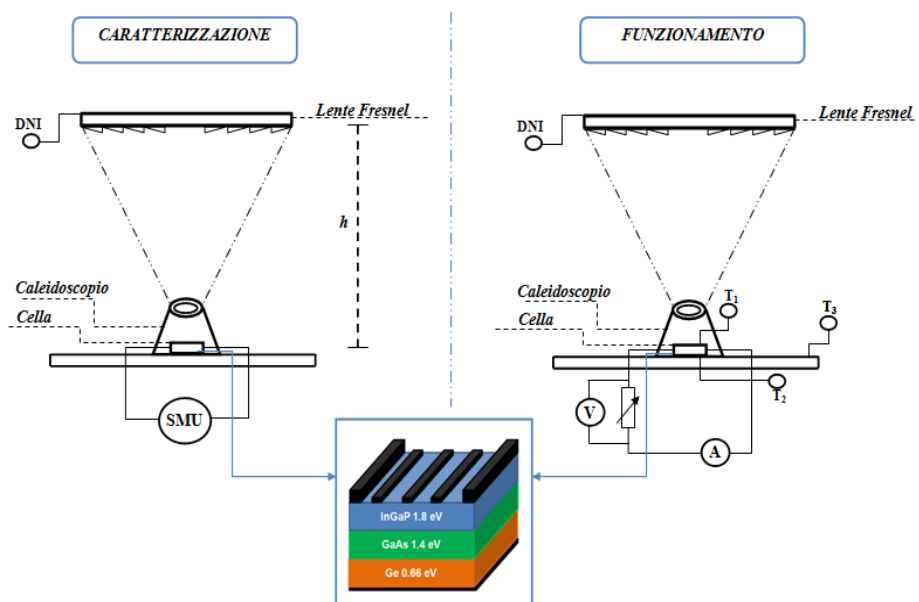 CARATTERIZZAZIONE
DNI
Lente Fresnel
h
Caleidoscopio
Cella
SMU
FUNZIONAMENTO
DNI
Lente Fresnel
Caleidoscopio
Cella
T1
T3
T2
V
A
InGaP 1.8 eV
GaAs 1.4 eV
Ge 0.66 eV